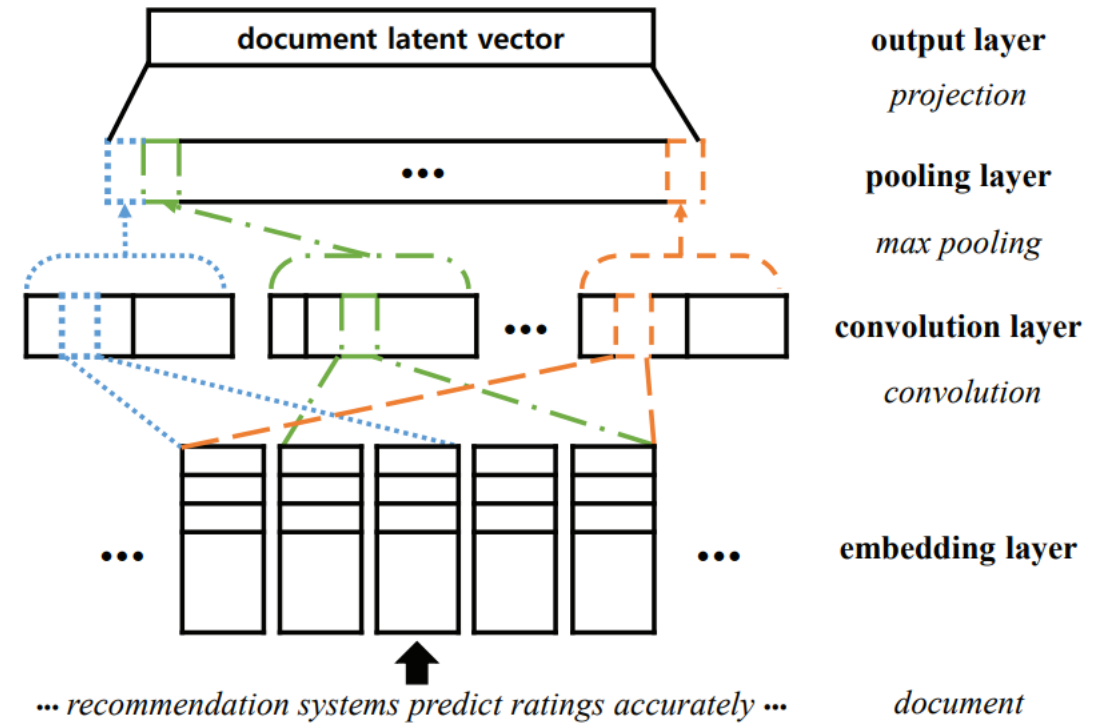 document latent vector
output layer
projection
•••
pooling layer
max pooling
•••
convolution layer
convolution
•••
•••
embedding layer
••• recommendation systems predict ratings accurately •••
document